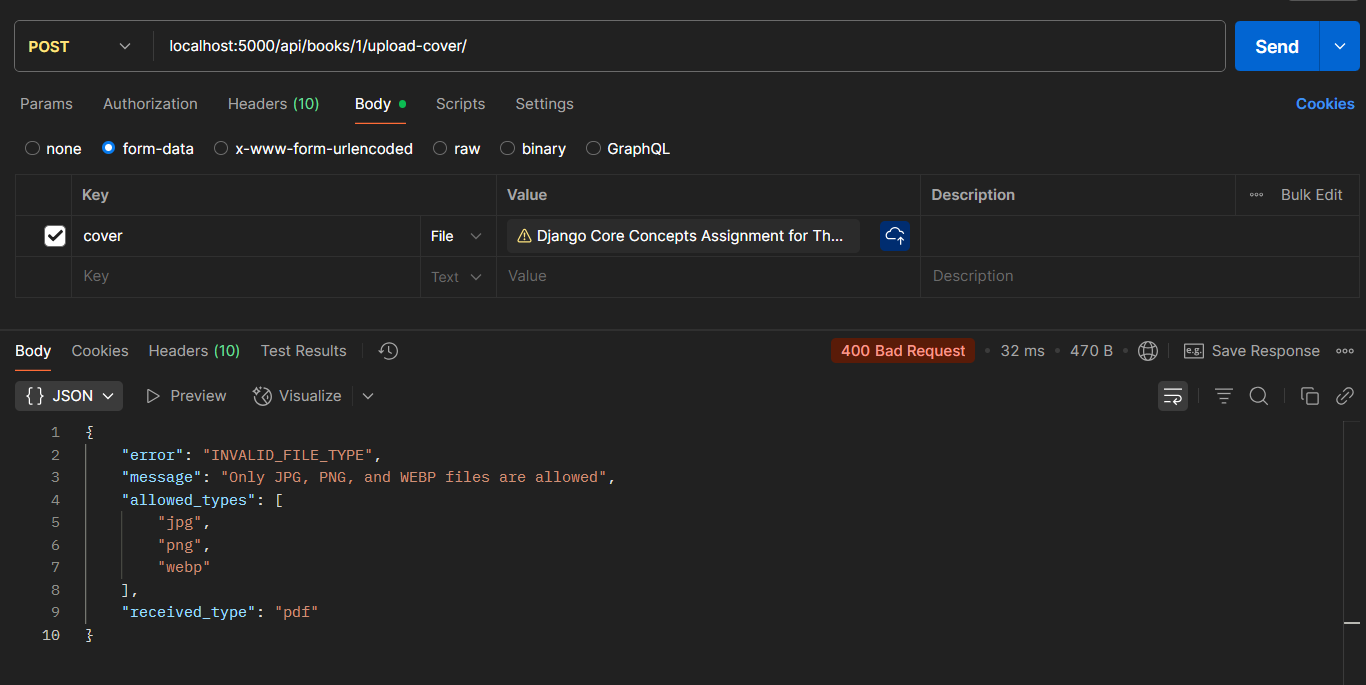 POST localhost:5000/api/books/1/upload-cover/ Send
Params Authorization Headers (10) Body Scripts Settings Cookies
none form-data x-www-form-urlencoded raw binary GraphQL
Key Value Description Bulk Edit
cover File Django Core Concepts Assignment for Th...
Key Text Value Description
Body Cookies Headers (10) Test Results 400 Bad Request 32 ms 470 B e.g. Save Response
{} JSON Preview Visualize
1 {
2 "error": "INVALID_FILE_TYPE",
3 "message": "Only JPG, PNG, and WEBP files are allowed",
4 "allowed_types": [
5 "jpg",
6 "png",
7 "webp"
8 ],
9 "received_type": "pdf"
10 }